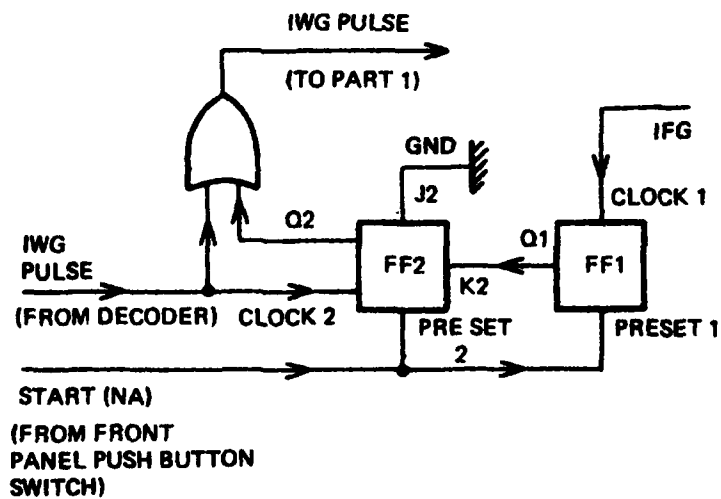 IWG PULSE
(TO PART 1)
IFG
GND
J2
CLOCK 1
Q2
Q1
IWG
PULSE
FF2
FF1
K2
(FROM DECODER)
CLOCK 2
PRE SET
2
PRESET 1
START (NA)
(FROM FRONT
PANEL PUSH BUTTON
SWITCH)